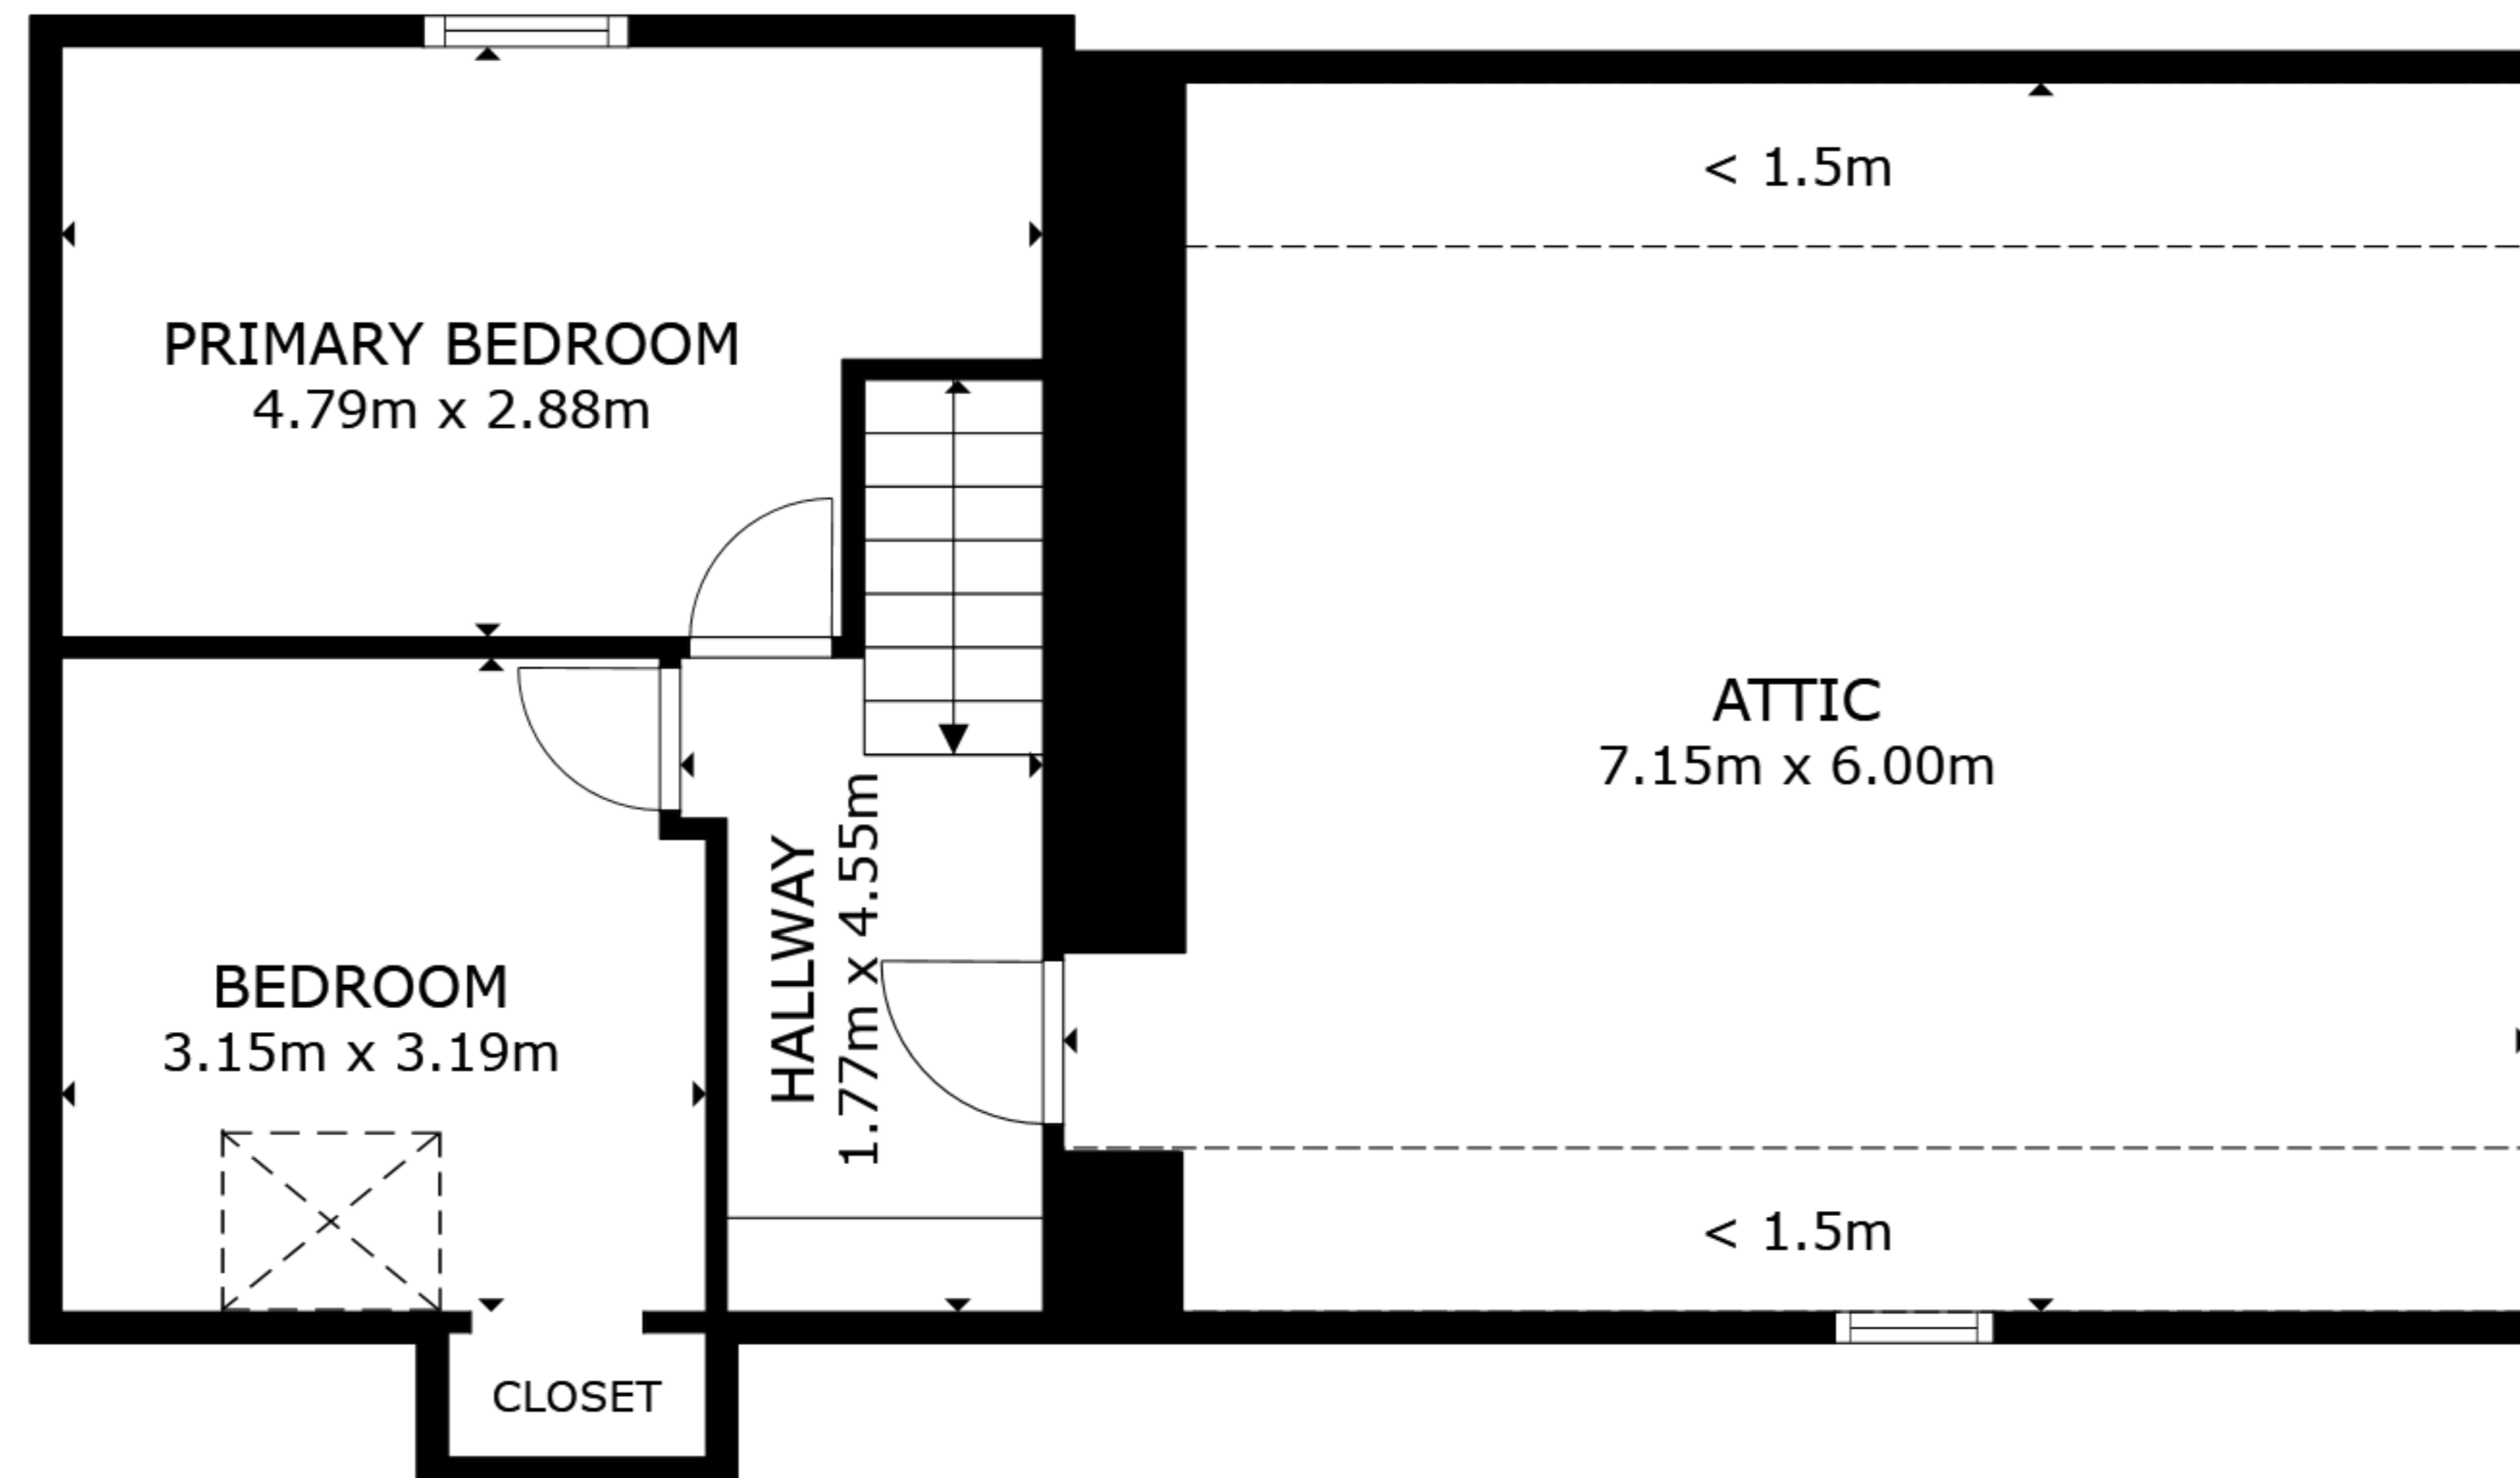 < 1.5m
PRIMARY BEDROOM
4.79m x 2.88m
ATTIC
7.15m x 6.00m
HALLWAY
1.77m x 4.55m
BEDROOM
3.15m x 3.19m
< 1.5m
CLOSET